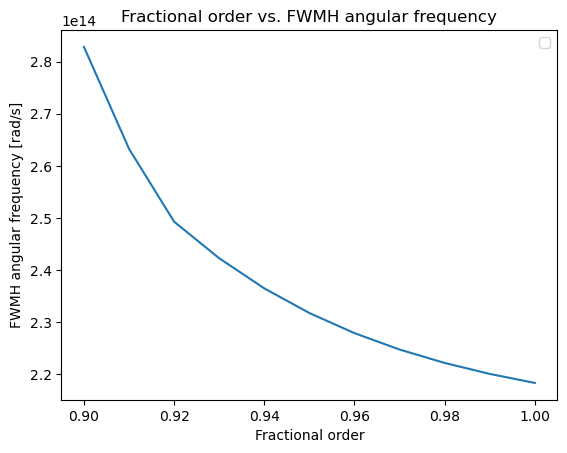 Fractional order vs. FWMH angular frequency
1e14
2.8
2.7
2.6
2.5
2.4
2.3
2.2
FWMH angular frequency [rad/s]
0.90 0.92 0.94 0.96 0.98 1.00
Fractional order